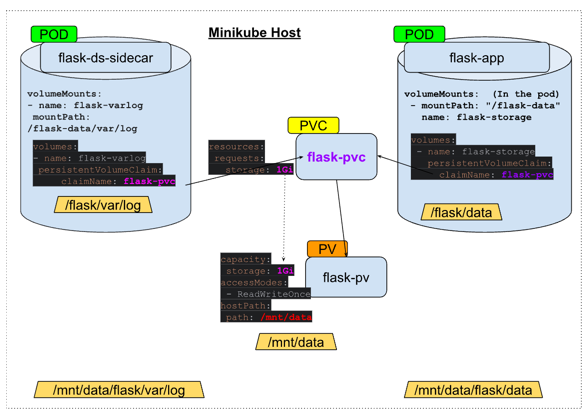 Minikube Host
POD
flask-ds-sidecar
volumeMounts:
- name: flask-varlog
mountPath:
/flask-data/var/log
volumes:
- name: flask-varlog
persistentVolumeClaim:
claimName: flask-pvc
/flask/var/log
PVC
flask-pvc
resources:
requests:
storage: 1Gi
PV
flask-pv
capacity:
storage: 1Gi
accessModes:
- ReadWriteOnce
hostPath:
path: /mnt/data
/mnt/data
POD
flask-app
volumeMounts: (In the pod)
- mountPath: "/flask-data"
name: flask-storage
volumes:
- name: flask-storage
persistentVolumeClaim:
claimName: flask-pvc
/flask/data
/mnt/data/flask/var/log
/mnt/data/flask/data